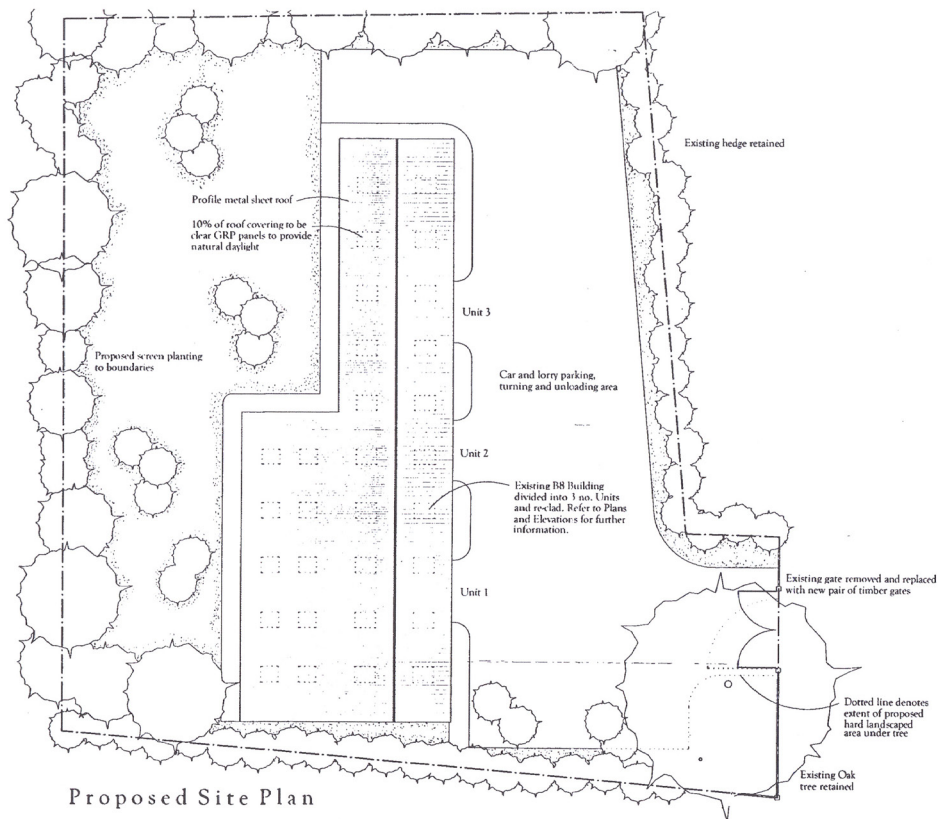 Existing hedge retained
Profile metal sheet roof
10% of roof covering to be
clear GRP panels to provide
natural daylight
Unit 3
Proposed screen planting
to boundaries
Car and lorry parking,
turning and unloading area
Unit 2
Existing B8 Building
divided into 3 no. Units
and re-clad. Refer to Plans
and Elevations for further
information.
Existing gate removed and replaced
with new pair of timber gates
Unit 1
Dotted line denotes
extent of proposed
hard landscaped
area under tree
Existing Oak
tree retained
Proposed Site Plan